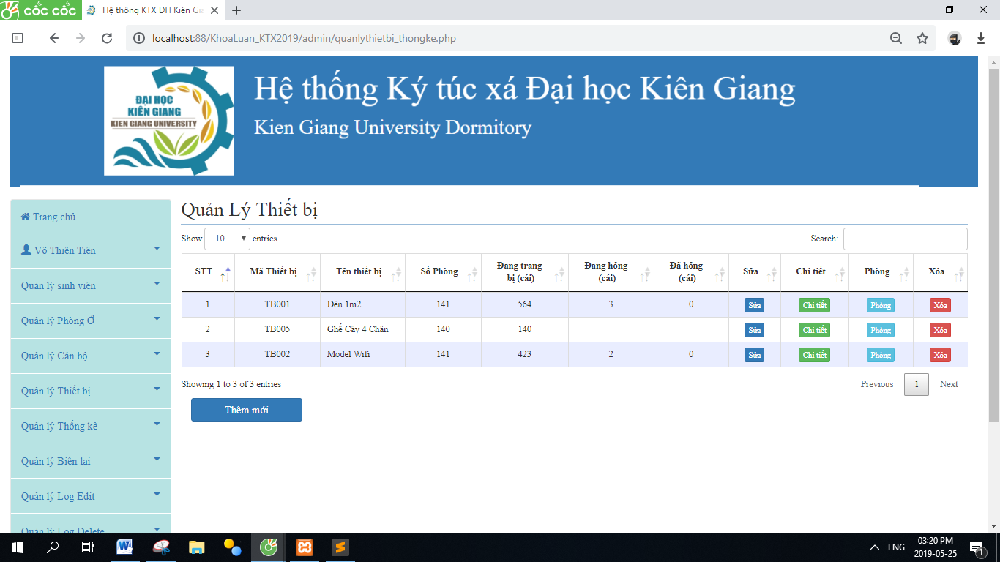 cốc cốc
Hệ thống KTX ĐH Kiên Gia
localhost:88/KhoaLuan_KTX2019/admin/quanlythietbi_thongke.php
ĐẠI HỌC
KIÊN GIANG
KIEN GIANG UNIVERSITY
Hệ thống Ký túc xá Đại học Kiên Giang
Kien Giang University Dormitory
Trang chủ
Võ Thiện Tiên
Quản lý sinh viên
Quản lý Phòng Ở
Quản lý Cán bộ
Quản lý Thiết bị
Quản lý Thống kê
Quản lý Biên lai
Quản lý Log Edit
Quản lý Log Delete
Quản Lý Thiết bị
Show 10 entries
Search:
STT Mã Thiết bị Tên thiết bị Số Phòng Đang trang bị (cái) Đang hỏng (cái) Đã hỏng (cái) Sửa Chi tiết Phòng Xóa
1 TB001 Đèn 1m2 141 564 3 0 Sửa Chi tiết Phòng Xóa
2 TB005 Ghế Cây 4 Chân 140 140 Sửa Chi tiết Phòng Xóa
3 TB002 Model Wifi 141 423 2 0 Sửa Chi tiết Phòng Xóa
Showing 1 to 3 of 3 entries
Previous 1 Next
Thêm mới
ENG
03:20 PM
2019-05-25
1